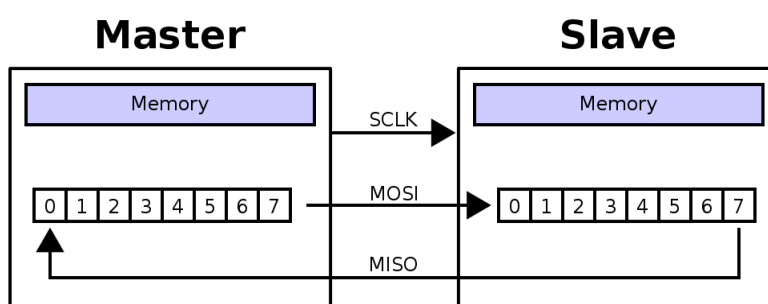 Master Slave
Memory Memory
SCLK
MOSI
0 1 2 3 4 5 6 7 0 1 2 3 4 5 6 7
MISO